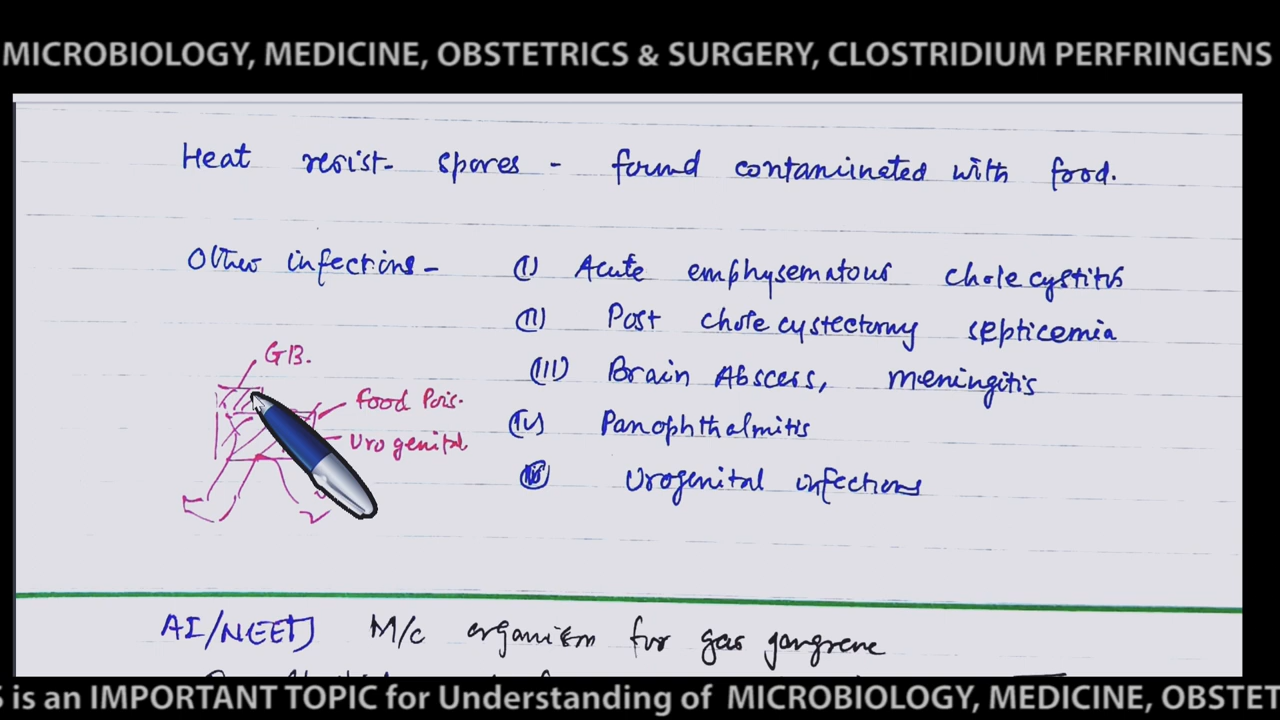 MICROBIOLOGY, MEDICINE, OBSTETRICS & SURGERY, CLOSTRIDIUM PERFRINGENS
Heat resist- spores - found contaminated with food.
Other infections - (I) Acute emphysematous cholecystitis
(II) Post cholecystectomy septicemia
GB.
(III) Brain Abscess, Meningitis
Food Pois.
(IV) Panophthalmitis
Urogenital
Urogenital infections
AI/NEET] M/c organism for gas gangrene
S is an IMPORTANT TOPIC for Understanding of MICROBIOLOGY, MEDICINE, OBSTET